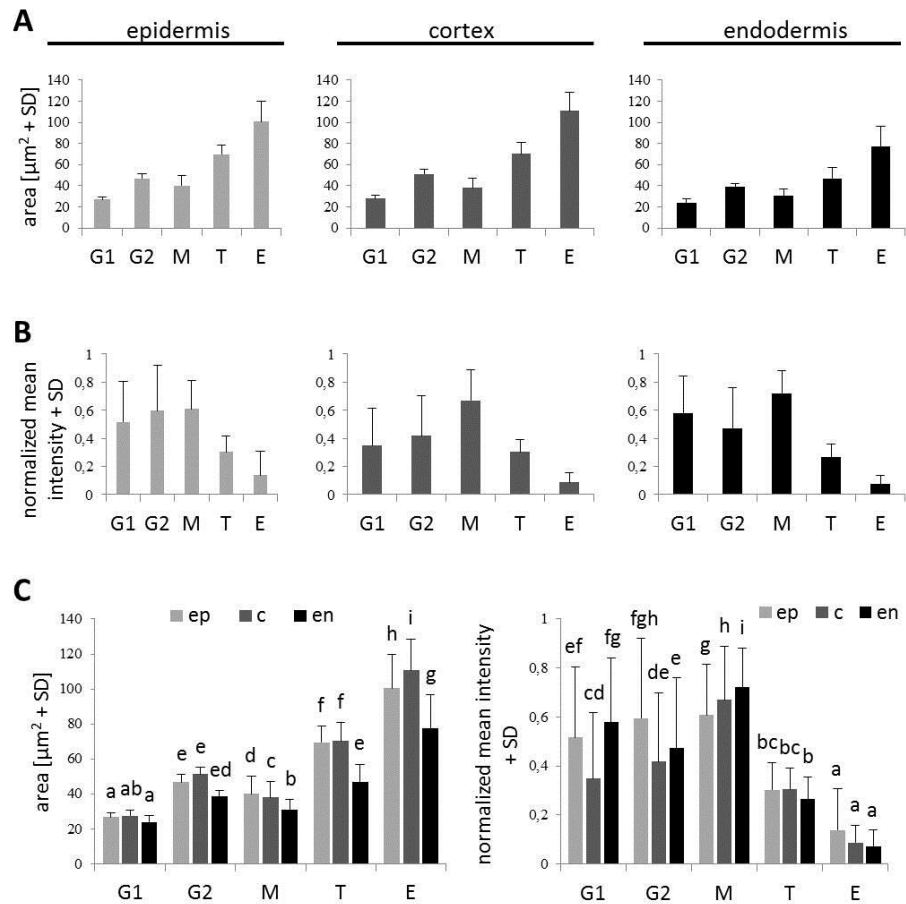 A
epidermis cortex endodermis
area [µm² + SD]
140 140 140
120 120 120
100 100 100
80 80 80
60 60 60
40 40 40
20 20 20
0 0 0
G1 G2 M T E G1 G2 M T E G1 G2 M T E
B
normalized mean
intensity + SD
1 1 1
0,8 0,8 0,8
0,6 0,6 0,6
0,4 0,4 0,4
0,2 0,2 0,2
0 0 0
G1 G2 M T E G1 G2 M T E G1 G2 M T E
C
area [µm² + SD]
140
120
100
80
60
40
20
0
ep c en
a ab a e e ed d c b f f e h i g
G1 G2 M T E
normalized mean intensity
+ SD
1
0,8
0,6
0,4
0,2
0
ep c en
ef cd fg fgh de e g h i bc bc b a a a
G1 G2 M T E